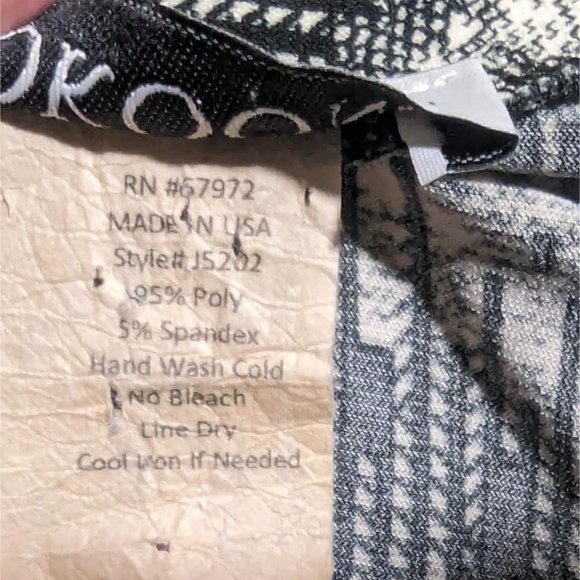 OKOO
RN #67972
MADE IN USA
Style# J5202
95% Poly
5% Spandex
Hand Wash Cold
No Bleach
Line Dry
Cool Iron If Needed